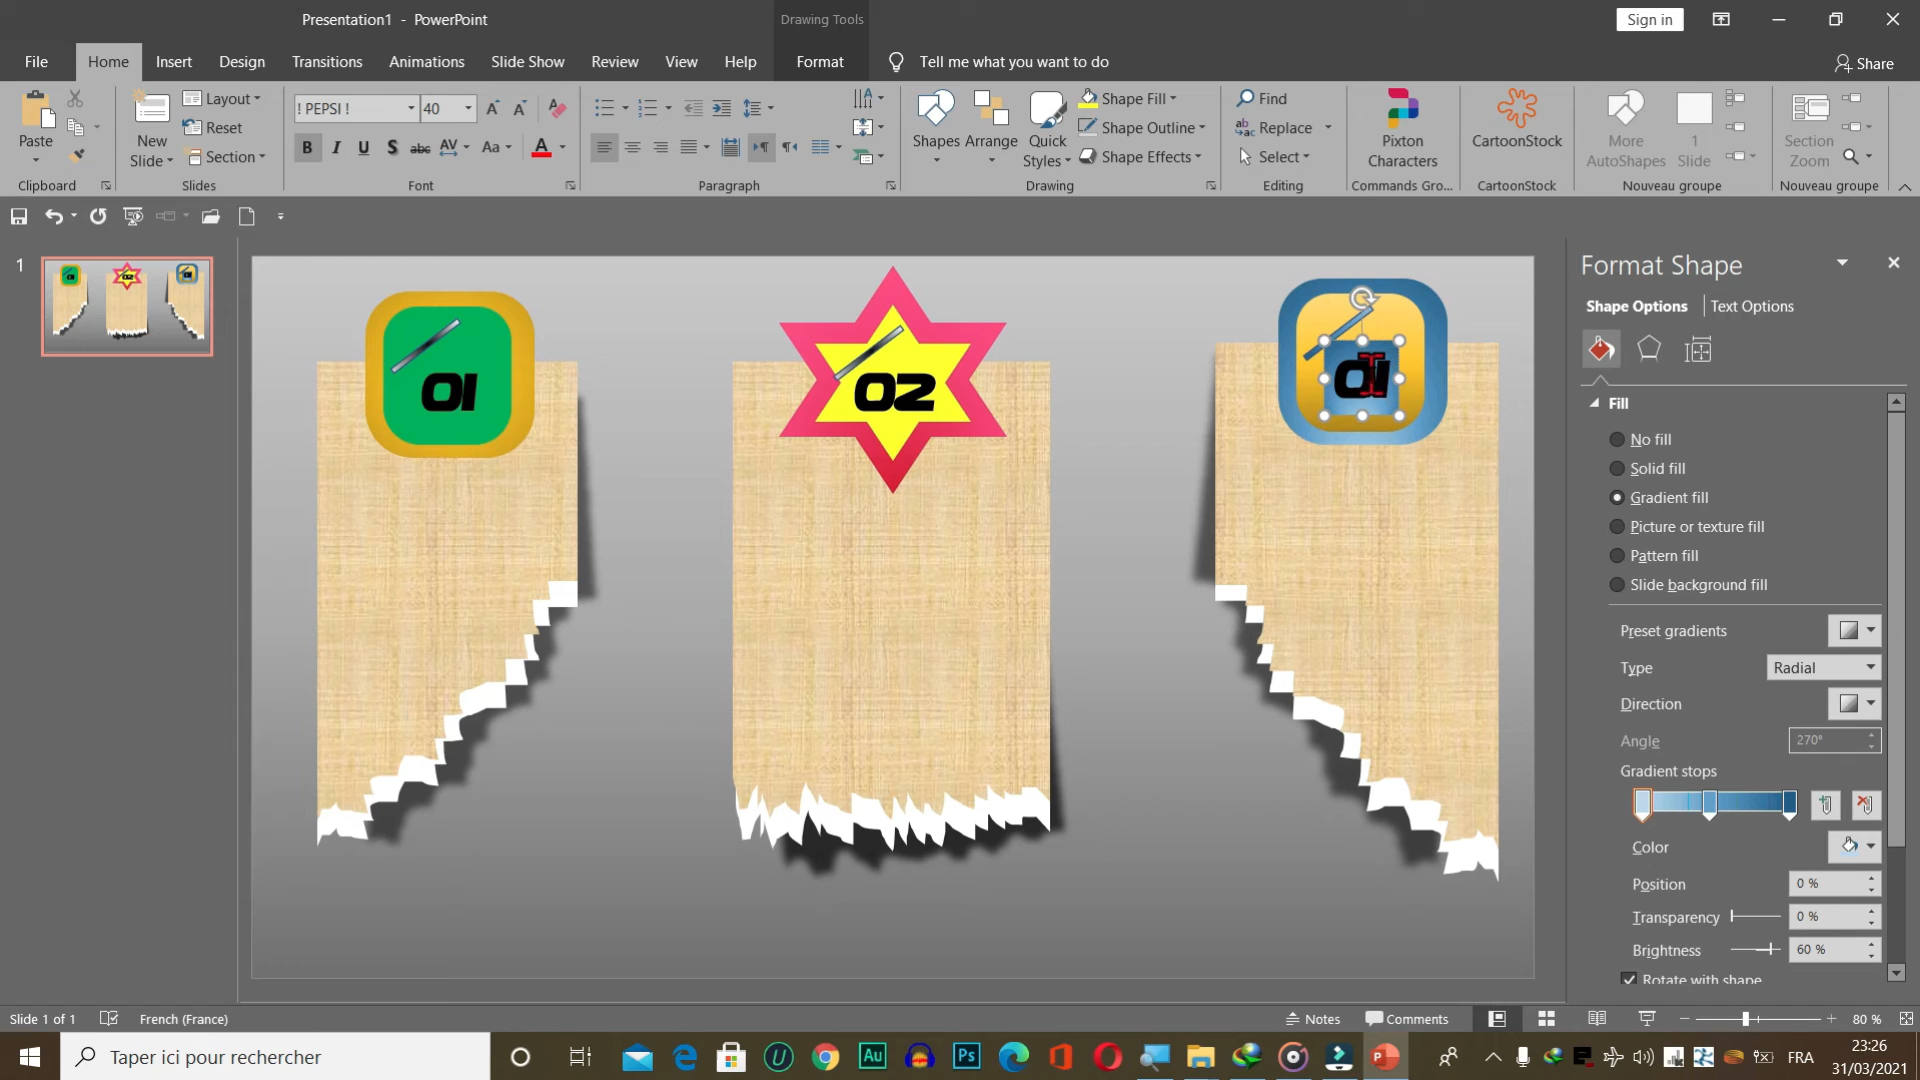 Presentation1 - PowerPoint
Drawing Tools
Sign in
File Home Insert Design Transitions Animations Slide Show Review View Help Format Tell me what you want to do Share
Paste
Clipboard
New Slide
Layout
Reset
Section
Slides
! PEPSI ! 40
B I U S abc AV Aa A
Font
Paragraph
Shapes
Arrange
Quick Styles
Shape Fill
Shape Outline
Shape Effects
Drawing
Find
Replace
Select
Editing
Pixton Characters
Commands Gro...
CartoonStock
CartoonStock
More AutoShapes
1 Slide
Nouveau groupe
Section Zoom
Nouveau groupe
1
01
02
01
Format Shape
Shape Options Text Options
Fill
No fill
Solid fill
Gradient fill
Picture or texture fill
Pattern fill
Slide background fill
Preset gradients
Type Radial
Direction
Angle 270°
Gradient stops
Color
Position 0 %
Transparency 0 %
Brightness 60 %
Rotate with shape
Slide 1 of 1 French (France) Notes Comments 80 %
Taper ici pour rechercher
Au
Ps
FRA
23:26
31/03/2021